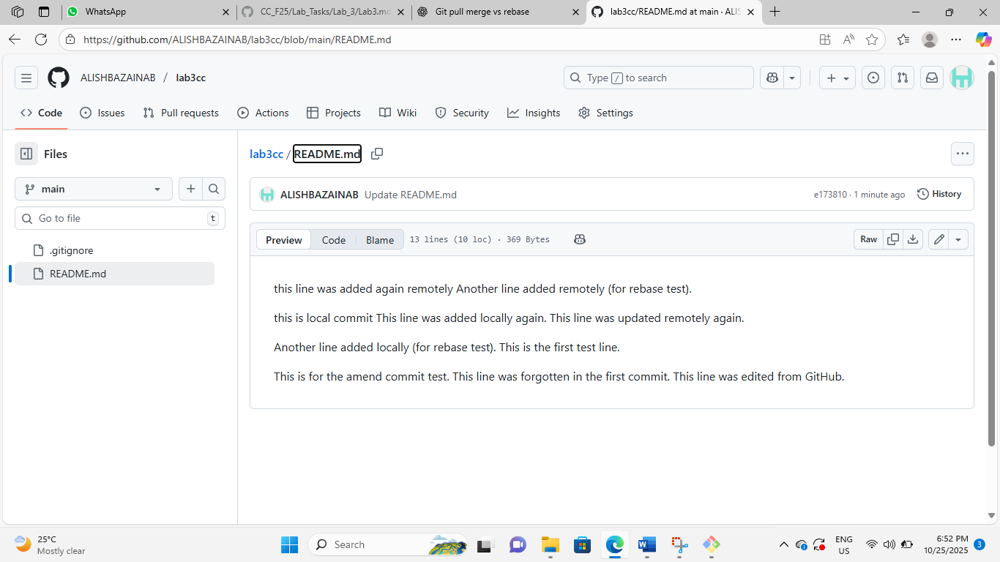 WhatsApp
CC_F25/Lab_Tasks/Lab_3/Lab3.md
Git pull merge vs rebase
lab3cc/README.md at main · ALIS
https://github.com/ALISHBAZAINAB/lab3cc/blob/main/README.md
ALISHBAZAINAB / lab3cc
Type / to search
Code
Issues
Pull requests
Actions
Projects
Wiki
Security
Insights
Settings
Files
main
Go to file
t
.gitignore
README.md
lab3cc / README.md
ALISHBAZAINAB Update README.md
e173810 · 1 minute ago
History
Preview
Code
Blame
13 lines (10 loc) · 369 Bytes
Raw
this line was added again remotely Another line added remotely (for rebase test).
this is local commit This line was added locally again. This line was updated remotely again.
Another line added locally (for rebase test). This is the first test line.
This is for the amend commit test. This line was forgotten in the first commit. This line was edited from GitHub.
25°C
Mostly clear
Search
ENG
US
6:52 PM
10/25/2025
3